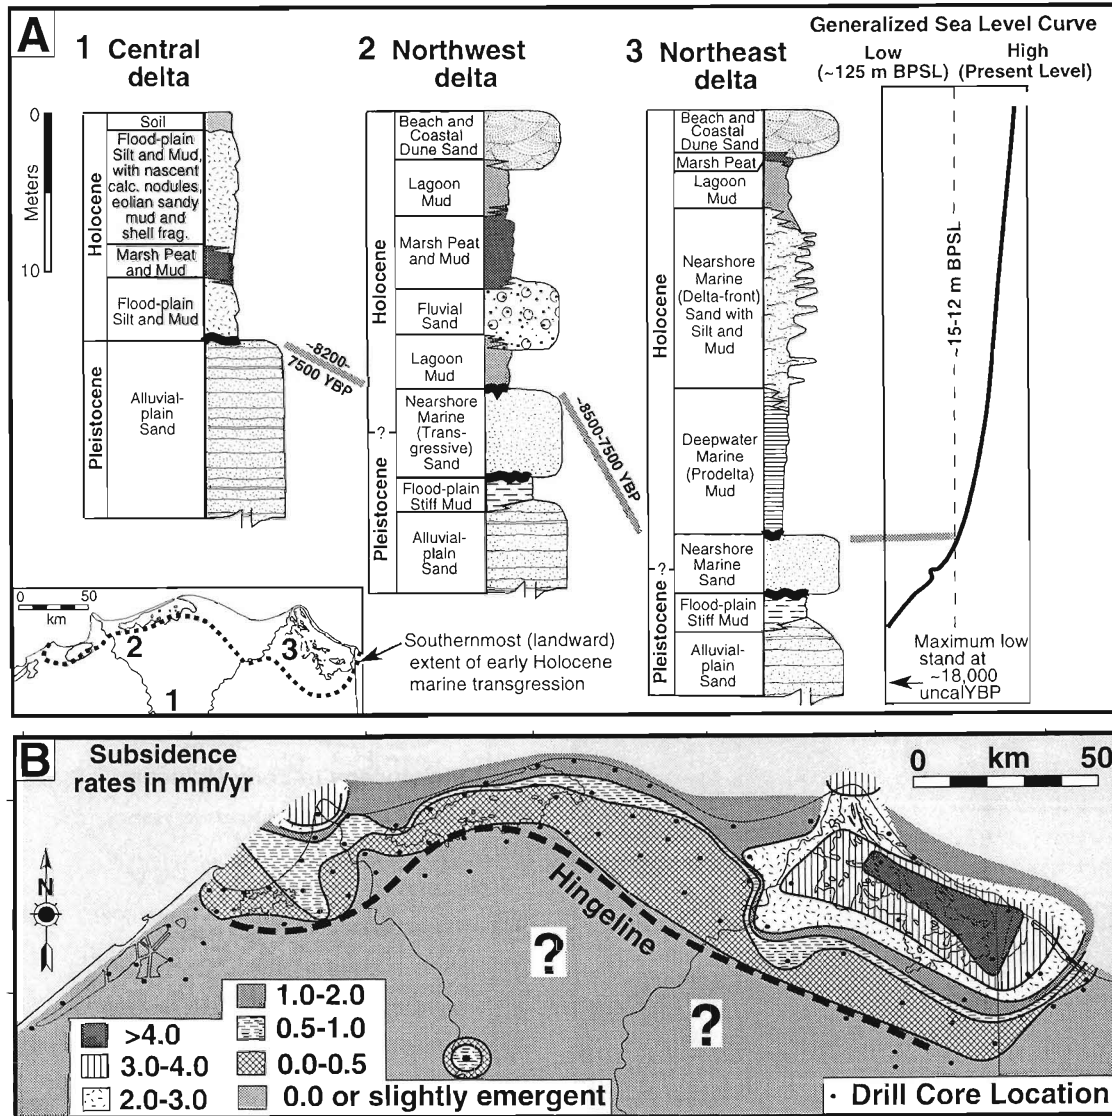 A
1 Central
delta
2 Northwest
delta
3 Northeast
delta
Generalized Sea Level Curve
Low
(~125 m BPSL)
High
(Present Level)
0
Meters
10
Holocene
Pleistocene
Soil
Flood-plain
Silt and Mud,
with nascent
calc. nodules,
eolian sandy
mud and
shell frag.
Marsh Peat
and Mud
Flood-plain
Silt and Mud
Alluvial-
plain
Sand
~8200-
7500 YBP
Holocene
?
Pleistocene
Beach and
Coastal
Dune Sand
Lagoon
Mud
Marsh Peat
and Mud
Fluvial
Sand
Lagoon
Mud
Nearshore
Marine
(Trans-
gressive)
Sand
Flood-plain
Stiff Mud
Alluvial-
plain
Sand
~8500-7500 YBP
Holocene
?
Pleistocene
Beach and
Coastal
Dune Sand
Marsh Peat
Lagoon
Mud
Nearshore
Marine
(Delta-front)
Sand with
Silt and
Mud
Deepwater
Marine
(Prodelta)
Mud
Nearshore
Marine
Sand
Flood-plain
Stiff Mud
Alluvial-
plain
Sand
~15-12 m BPSL
Maximum low
stand at
~18,000
uncalYBP
0 50
km
1
2
3
Southernmost (landward)
extent of early Holocene
marine transgression
B
Subsidence
rates in mm/yr
0 km 50
N
Hingeline
?
?
>4.0
3.0-4.0
2.0-3.0
1.0-2.0
0.5-1.0
0.0-0.5
0.0 or slightly emergent
• Drill Core Location